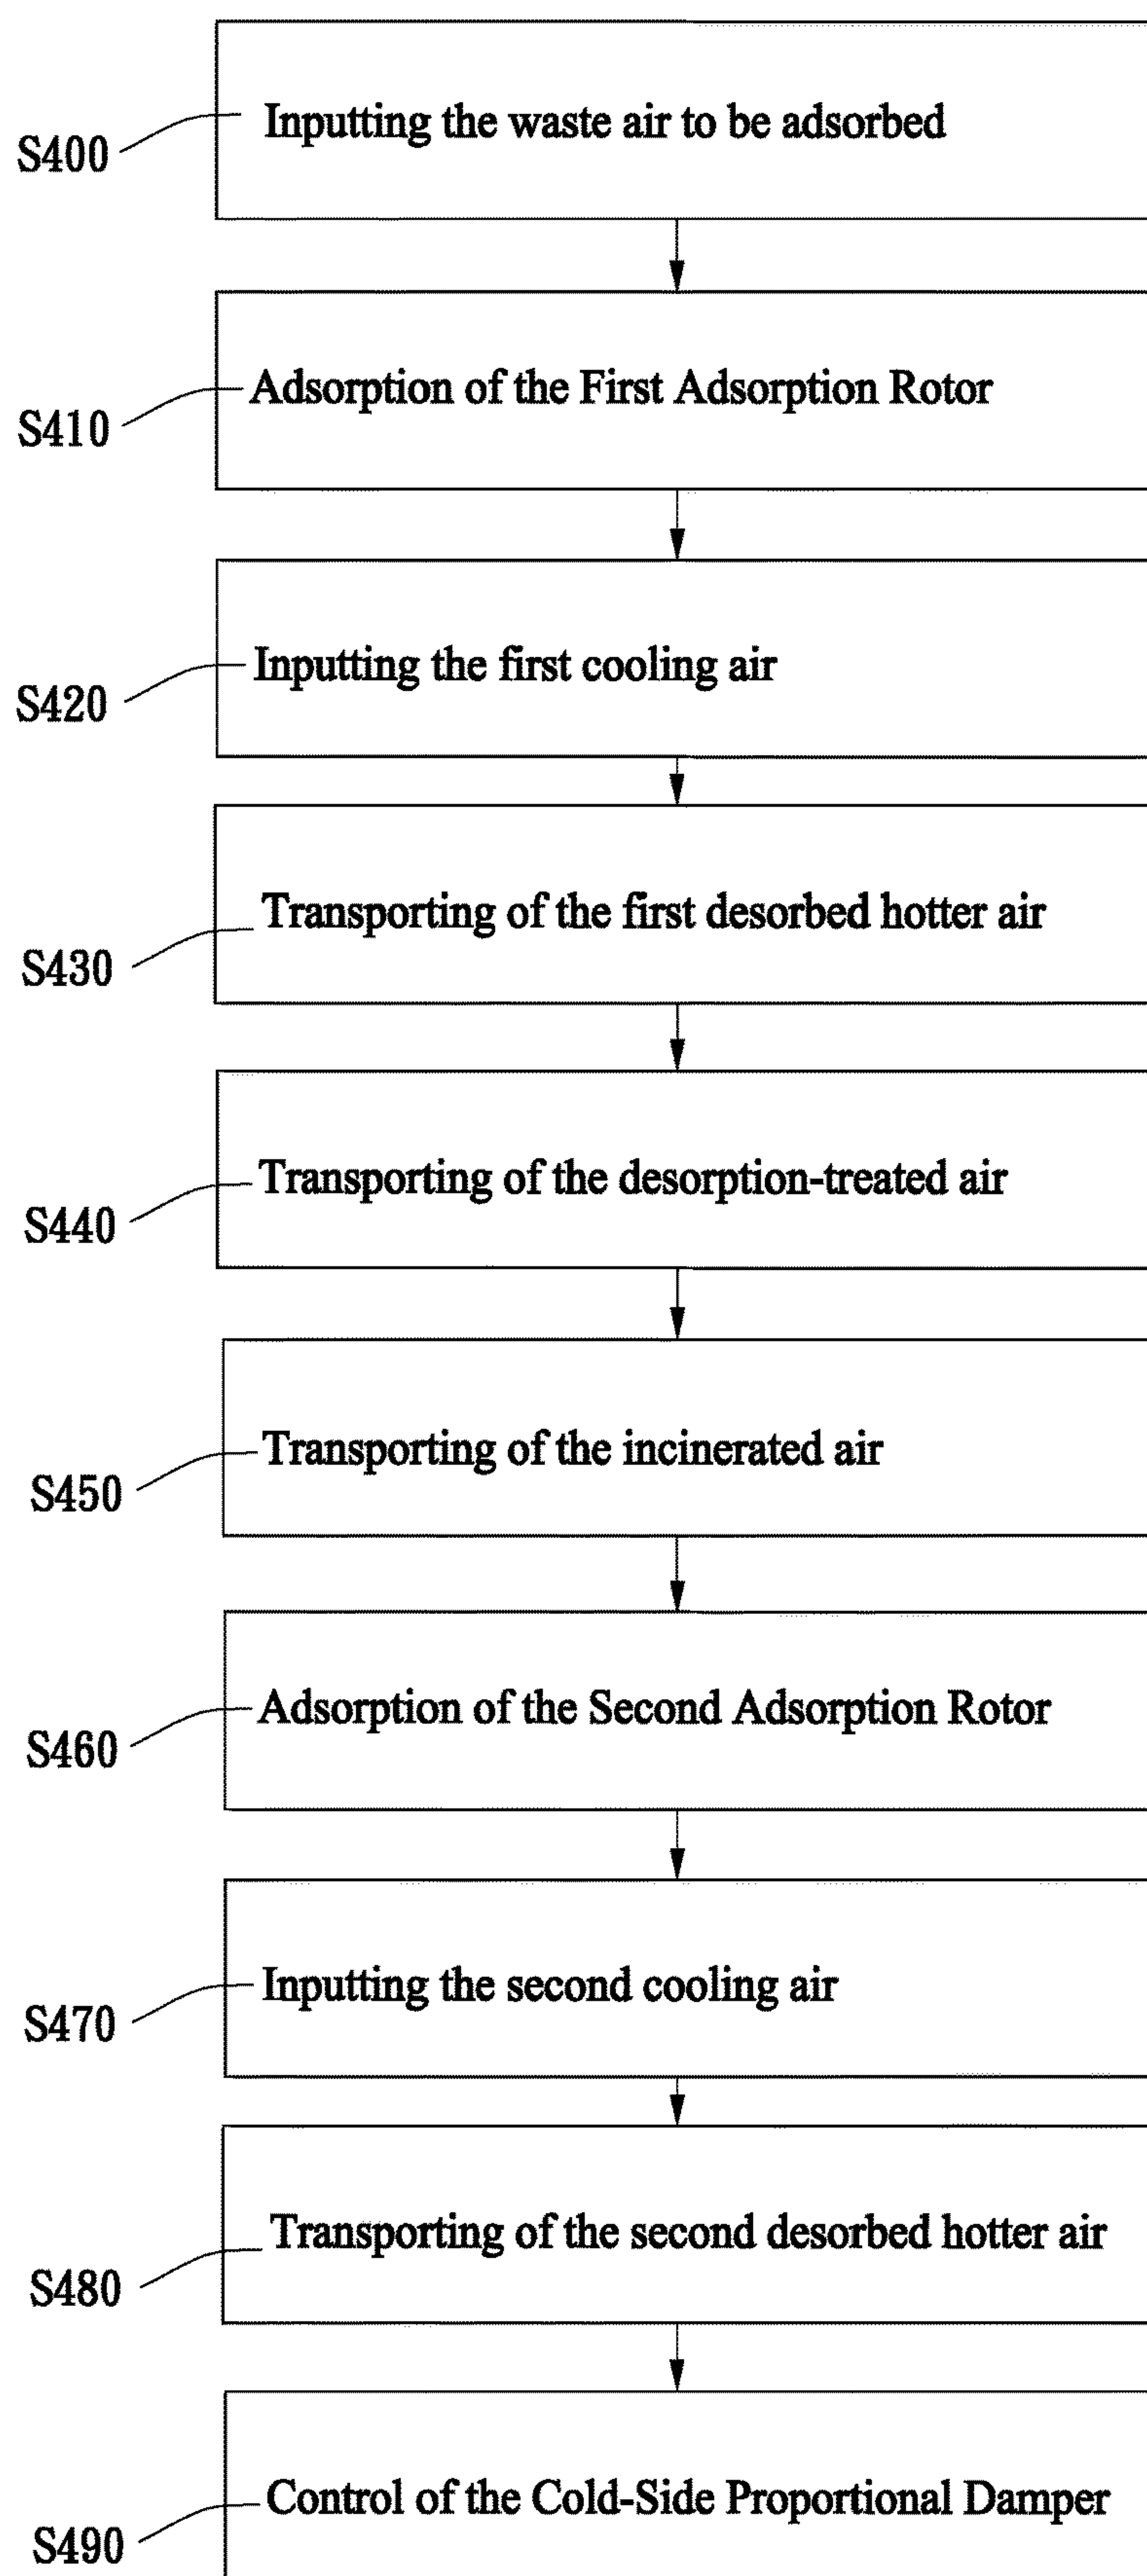 Inputting the waste air to be adsorbed
S400
Adsorption of the First Adsorption Rotor
S410
Inputting the first cooling air
S420
Transporting of the first desorbed hotter air
S430
Transporting of the desorption-treated air
S440
Transporting of the incinerated air
S450
Adsorption of the Second Adsorption Rotor
S460
Inputting the second cooling air
S470
Transporting of the second desorbed hotter air
S480
Control of the Cold-Side Proportional Damper
S490